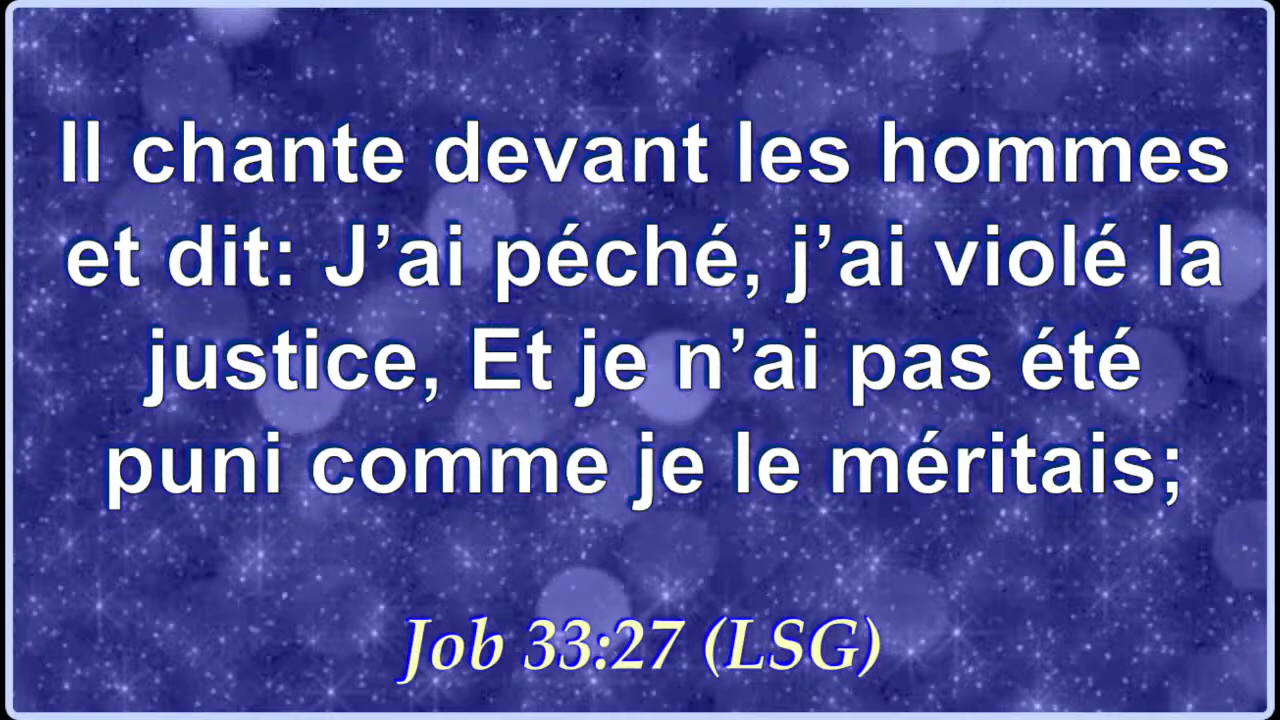 Il chante devant les hommes
et dit: J’ai péché, j’ai violé la
justice, Et je n’ai pas été
puni comme je le méritais;
Job 33:27 (LSG)